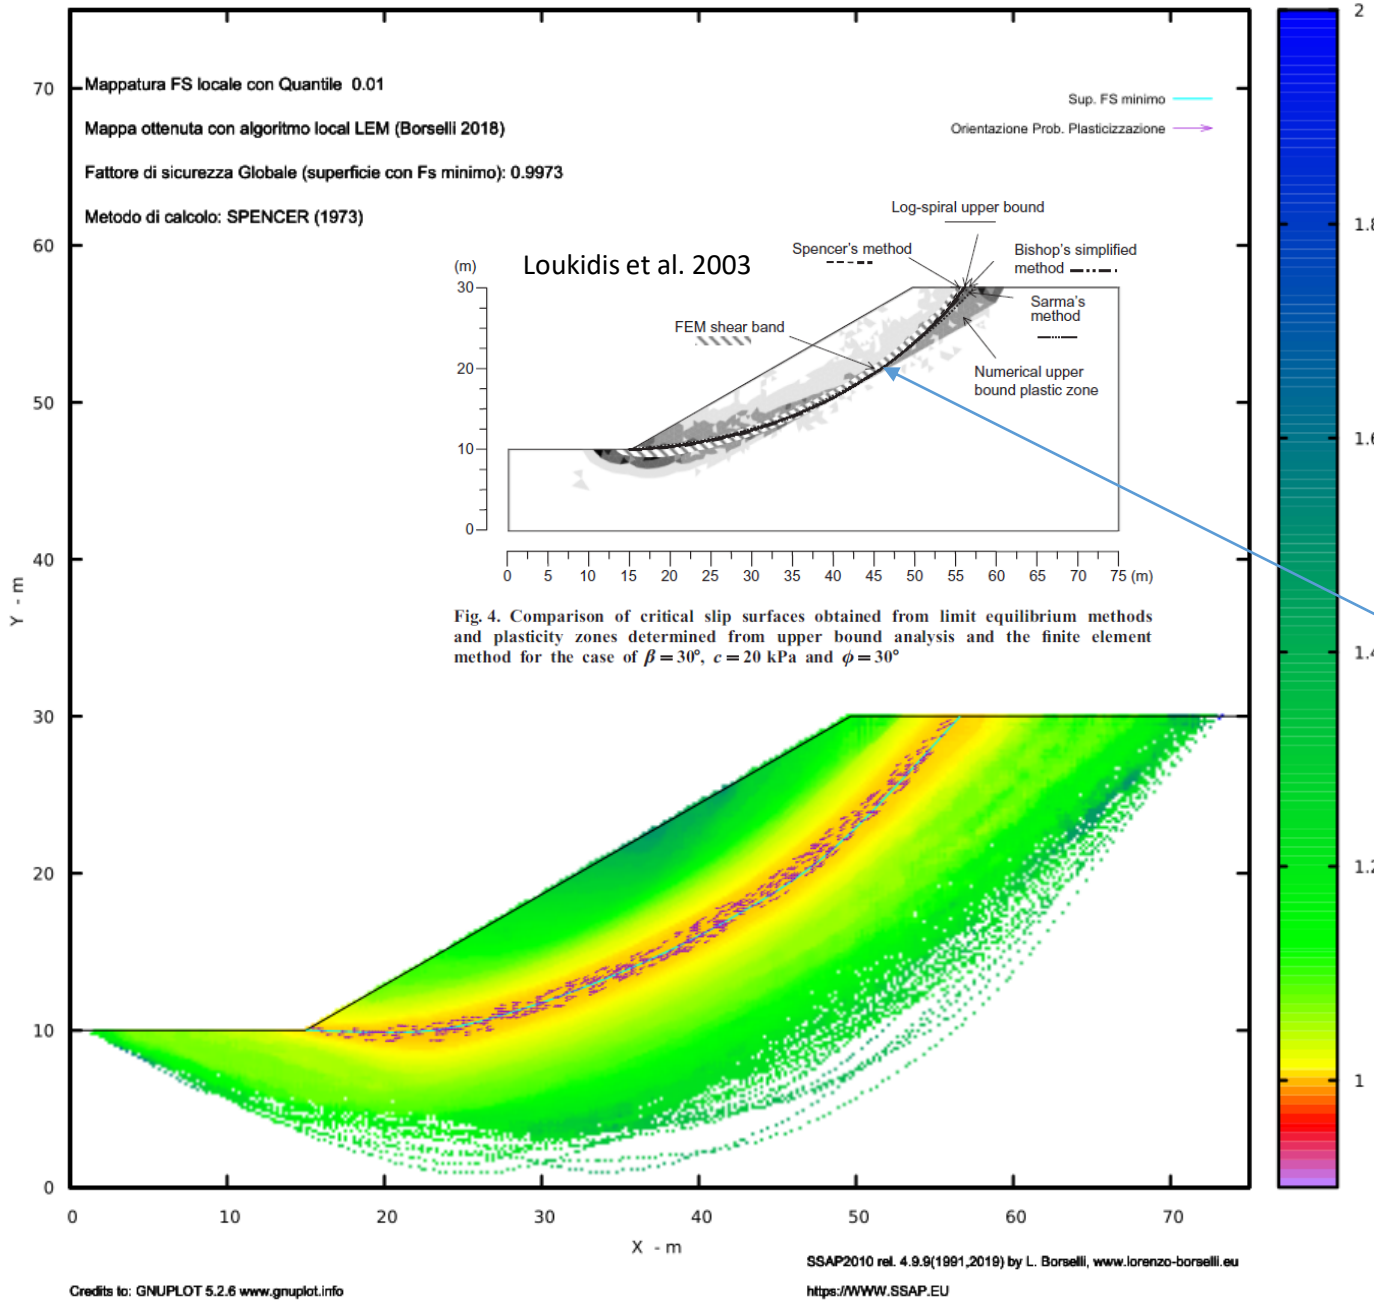 Mappatura FS locale con Quantile 0.01
Mappa ottenuta con algoritmo local LEM (Borselli 2018)
Fattore di sicurezza Globale (superficie con Fs minimo): 0.9973
Metodo di calcolo: SPENCER (1973)
Sup. FS minimo
Orientazione Prob. Plasticizzazione
Loukidis et al. 2003
Log-spiral upper bound
Spencer's method
Bishop's simplified
method
Sarma's
method
FEM shear band
Numerical upper
bound plastic zone
(m)
30
20
10
0
0 5 10 15 20 25 30 35 40 45 50 55 60 65 70 75 (m)
Fig. 4. Comparison of critical slip surfaces obtained from limit equilibrium methods
and plasticity zones determined from upper bound analysis and the finite element
method for the case of β = 30°, c = 20 kPa and ϕ = 30°
70
60
50
40
30
20
10
0
Y - m
0 10 20 30 40 50 60 70
X - m
2
1.8
1.6
1.4
1.2
1
SSAP2010 rel. 4.9.9(1991,2019) by L. Borselli, www.lorenzo-borselli.eu
Credits to: GNUPLOT 5.2.6 www.gnuplot.info
https://WWW.SSAP.EU